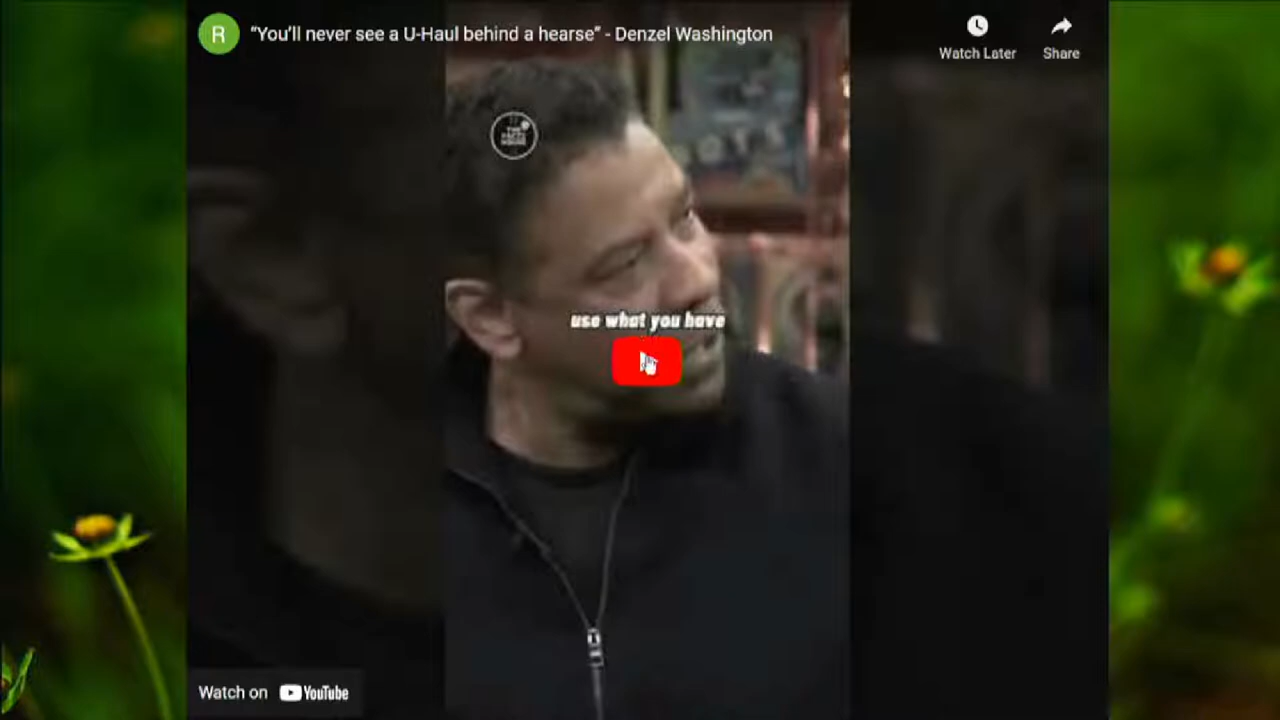 R
“You’ll never see a U-Haul behind a hearse” - Denzel Washington
Watch Later
Share
use what you have
Watch on YouTube